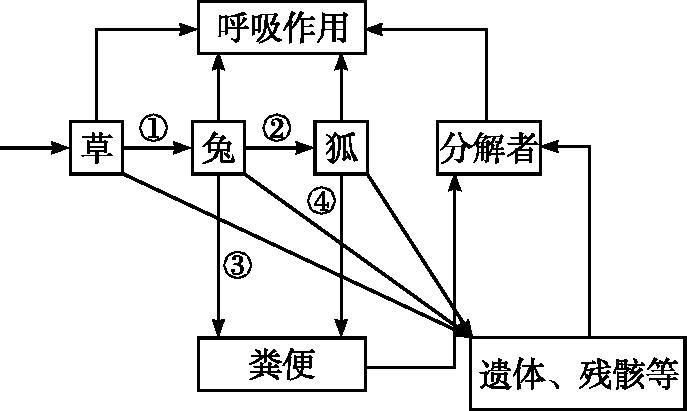 呼吸作用
草
①
兔
②
狐
分解者
④
③
粪便
遗体、残骸等